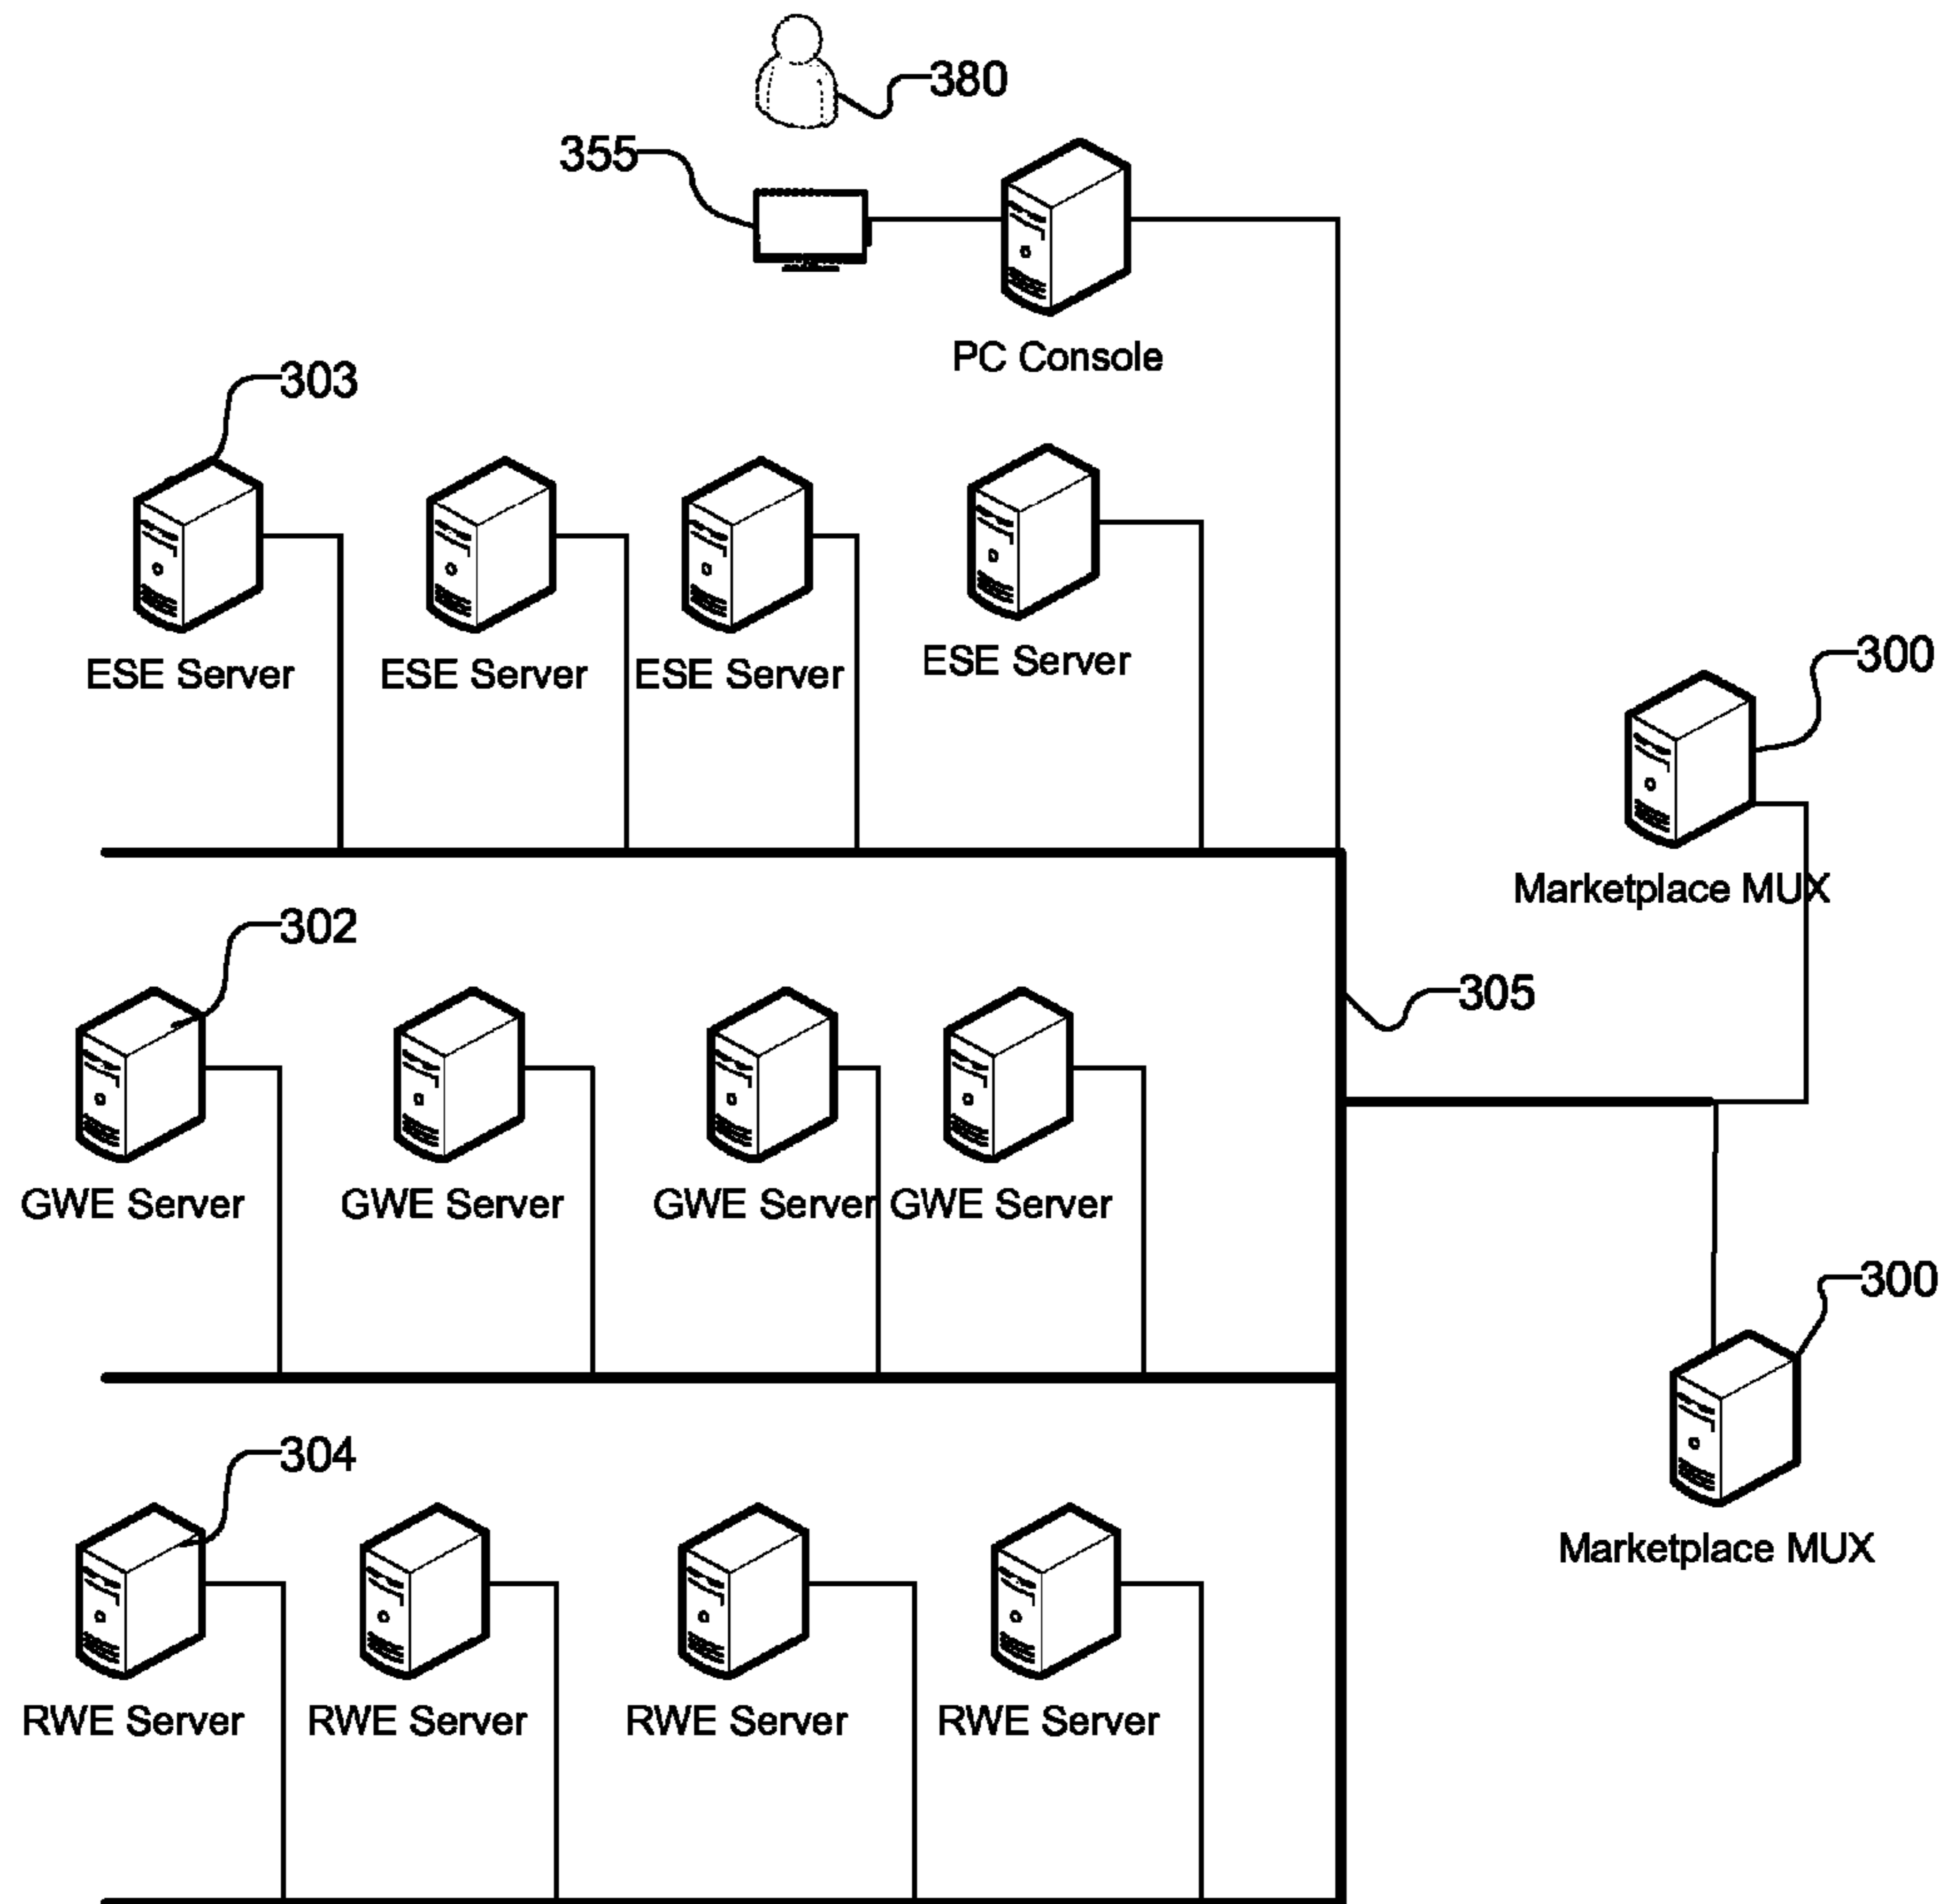 380
355
PC Console
303
ESE Server
ESE Server
ESE Server
ESE Server
300
Marketplace MUX
302
305
GWE Server
GWE Server
GWE Server
GWE Server
300
Marketplace MUX
304
RWE Server
RWE Server
RWE Server
RWE Server